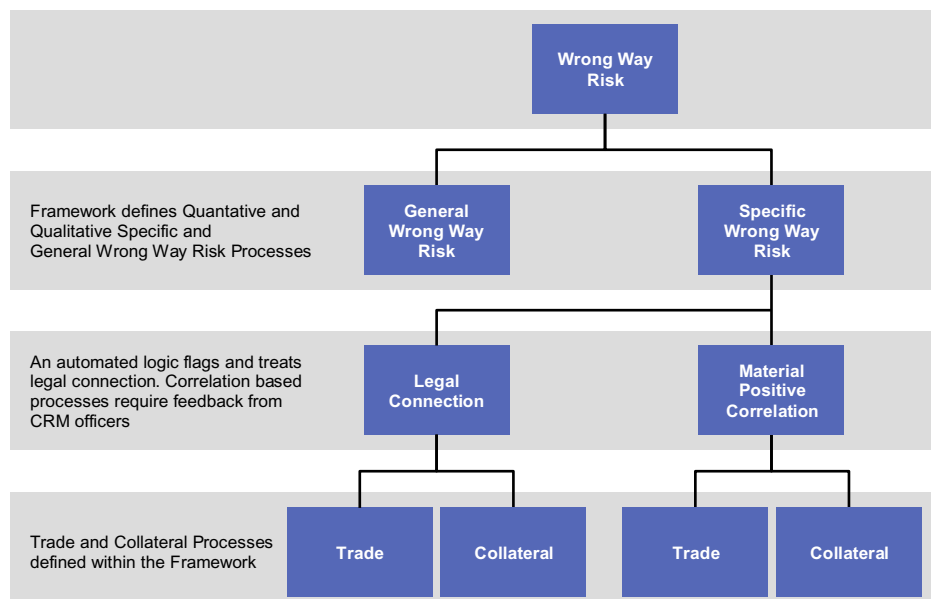 Wrong Way
Risk
Framework defines Quantative and
Qualitative Specific and
General Wrong Way Risk Processes
General
Wrong Way
Risk
Specific
Wrong Way
Risk
An automated logic flags and treats
legal connection. Correlation based
processes require feedback from
CRM officers
Legal
Connection
Material
Positive
Correlation
Trade and Collateral Processes
defined within the Framework
Trade
Collateral
Trade
Collateral